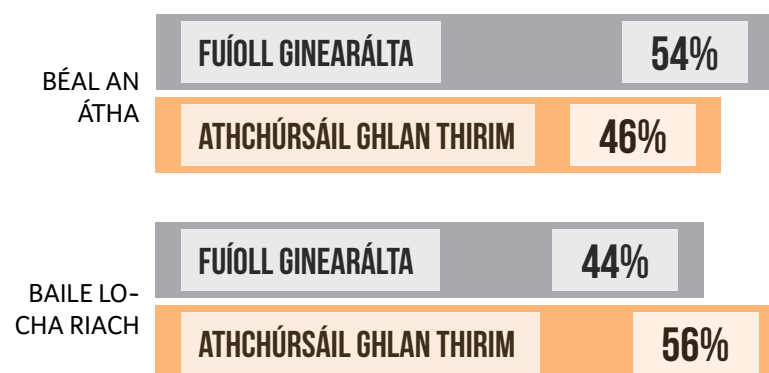 BÉAL AN
ÁTHA
FUÍOLL GINEARÁLTA 54%
ATHCHÚRSÁIL GHLAN THIRIM 46%
BAILE LO-
CHA RIACH
FUÍOLL GINEARÁLTA 44%
ATHCHÚRSÁIL GHLAN THIRIM 56%